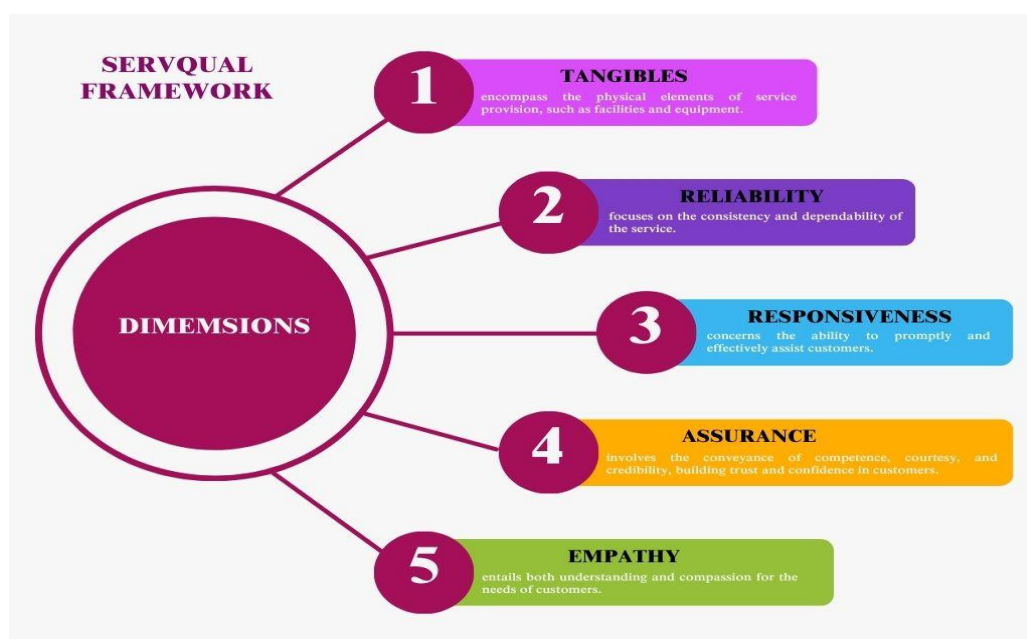 SERVQUAL
FRAMEWORK
1
TANGIBLES
encompass the physical elements of service
provision, such as facilities and equipment.
2
RELIABILITY
focuses on the consistency and dependability of
the service.
DIMEMSIONS
3
RESPONSIVENESS
concerns the ability to promptly and
effectively assist customers.
4
ASSURANCE
involves the conveyance of competence, courtesy, and
credibility, building trust and confidence in customers.
5
EMPATHY
entails both understanding and compassion for the
needs of customers.